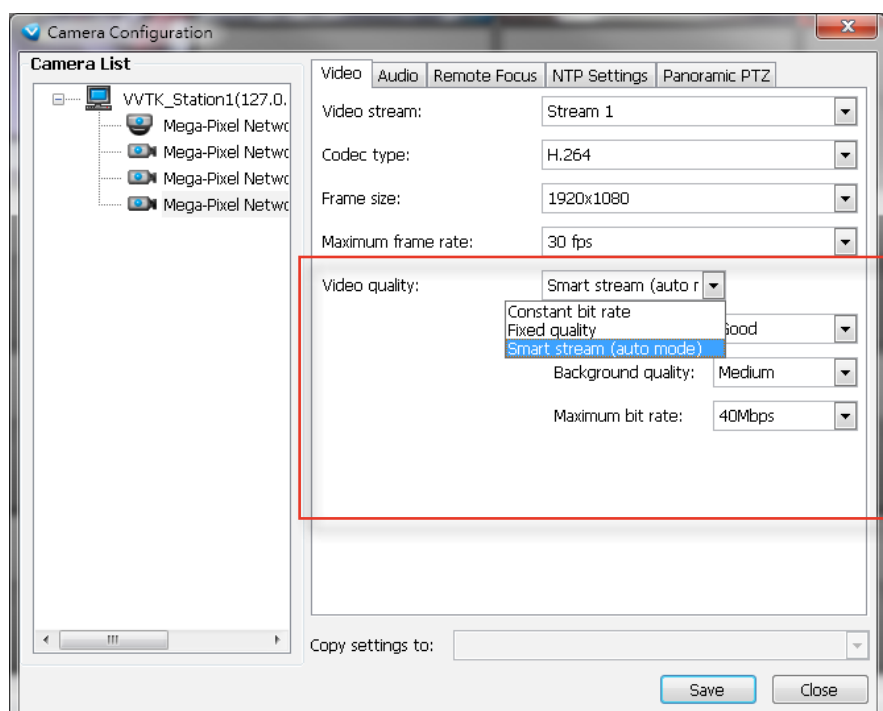 Camera Configuration
Camera List
VVTK_Station1(127.0.
Mega-Pixel Netwo
Mega-Pixel Netwo
Mega-Pixel Netwo
Mega-Pixel Netwo
Video Audio Remote Focus NTP Settings Panoramic PTZ
Video stream: Stream 1
Codec type: H.264
Frame size: 1920x1080
Maximum frame rate: 30 fps
Video quality: Smart stream (auto r
Constant bit rate
Fixed quality
Smart stream (auto mode)
Good
Background quality: Medium
Maximum bit rate: 40Mbps
Copy settings to:
Save Close